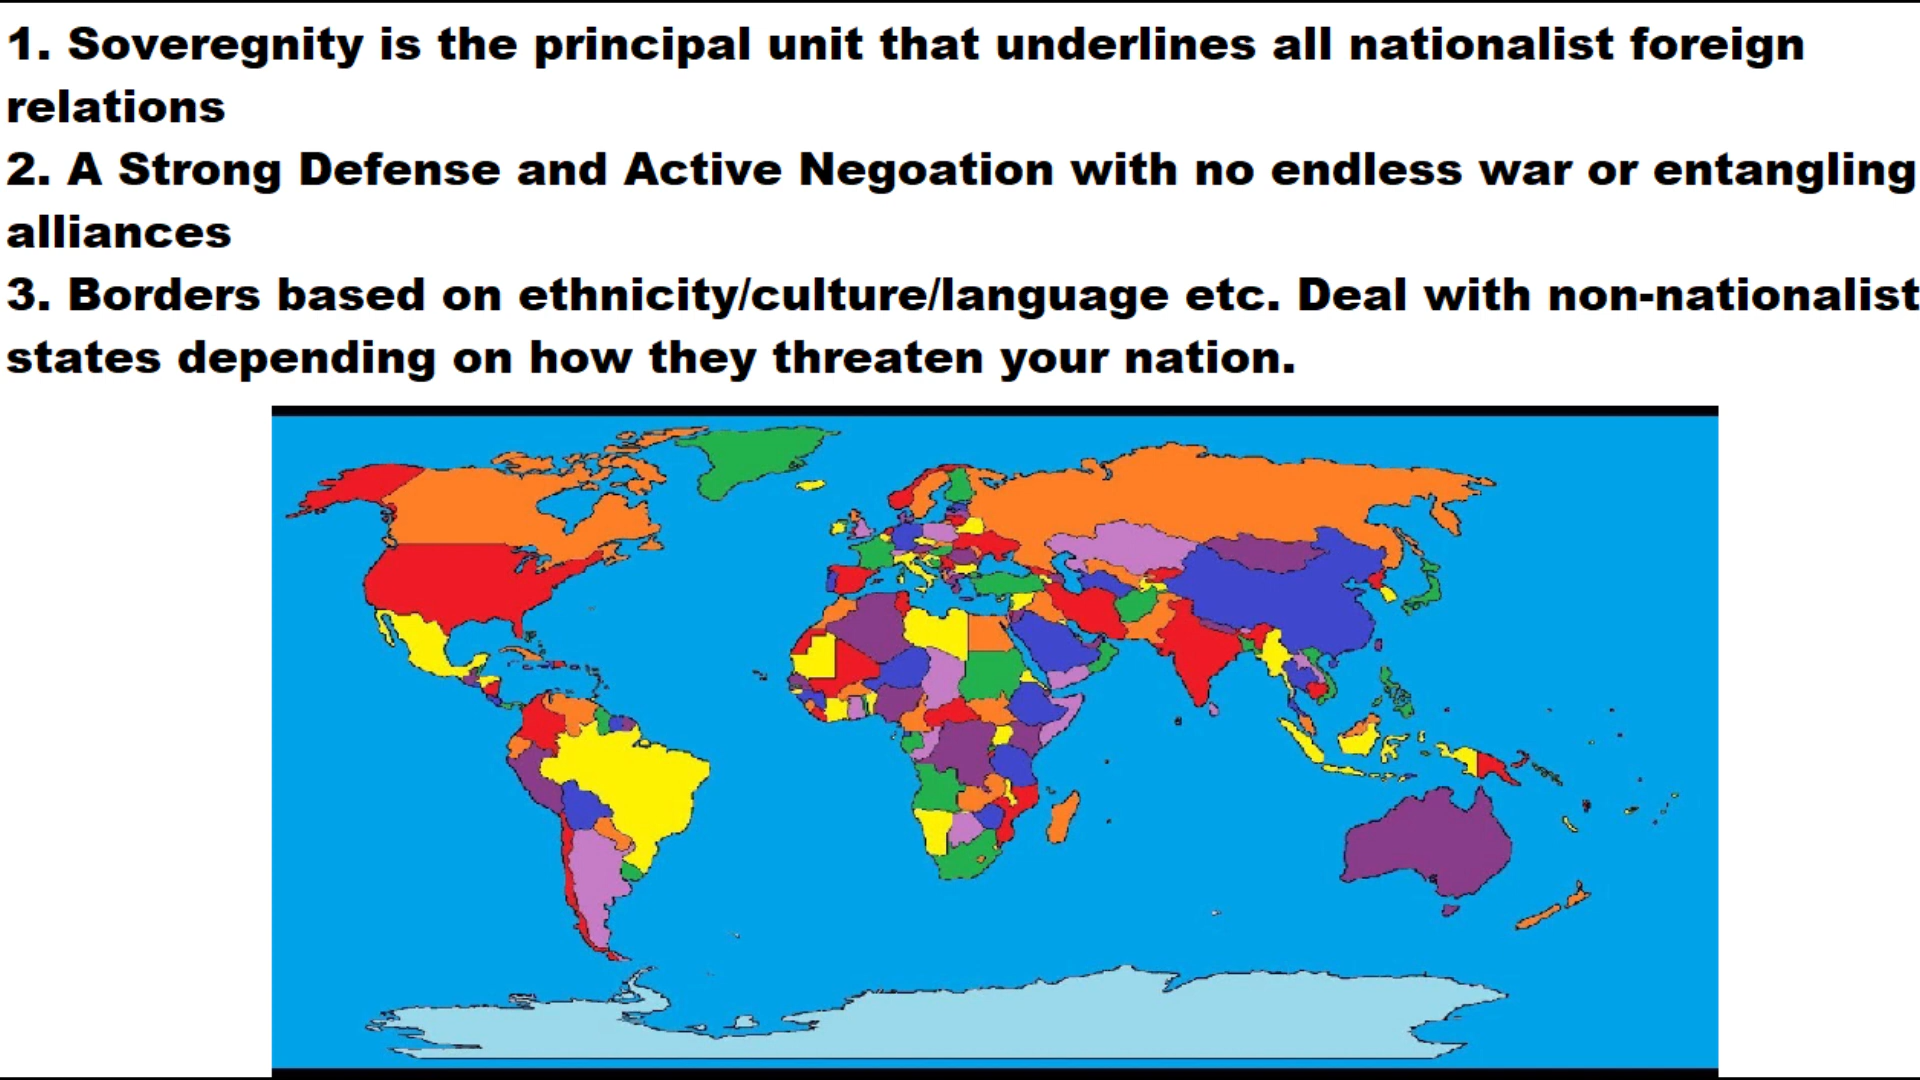 1. Soveregnity is the principal unit that underlines all nationalist foreign
relations
2. A Strong Defense and Active Negoation with no endless war or entangling
alliances
3. Borders based on ethnicity/culture/language etc. Deal with non-nationalist
states depending on how they threaten your nation.